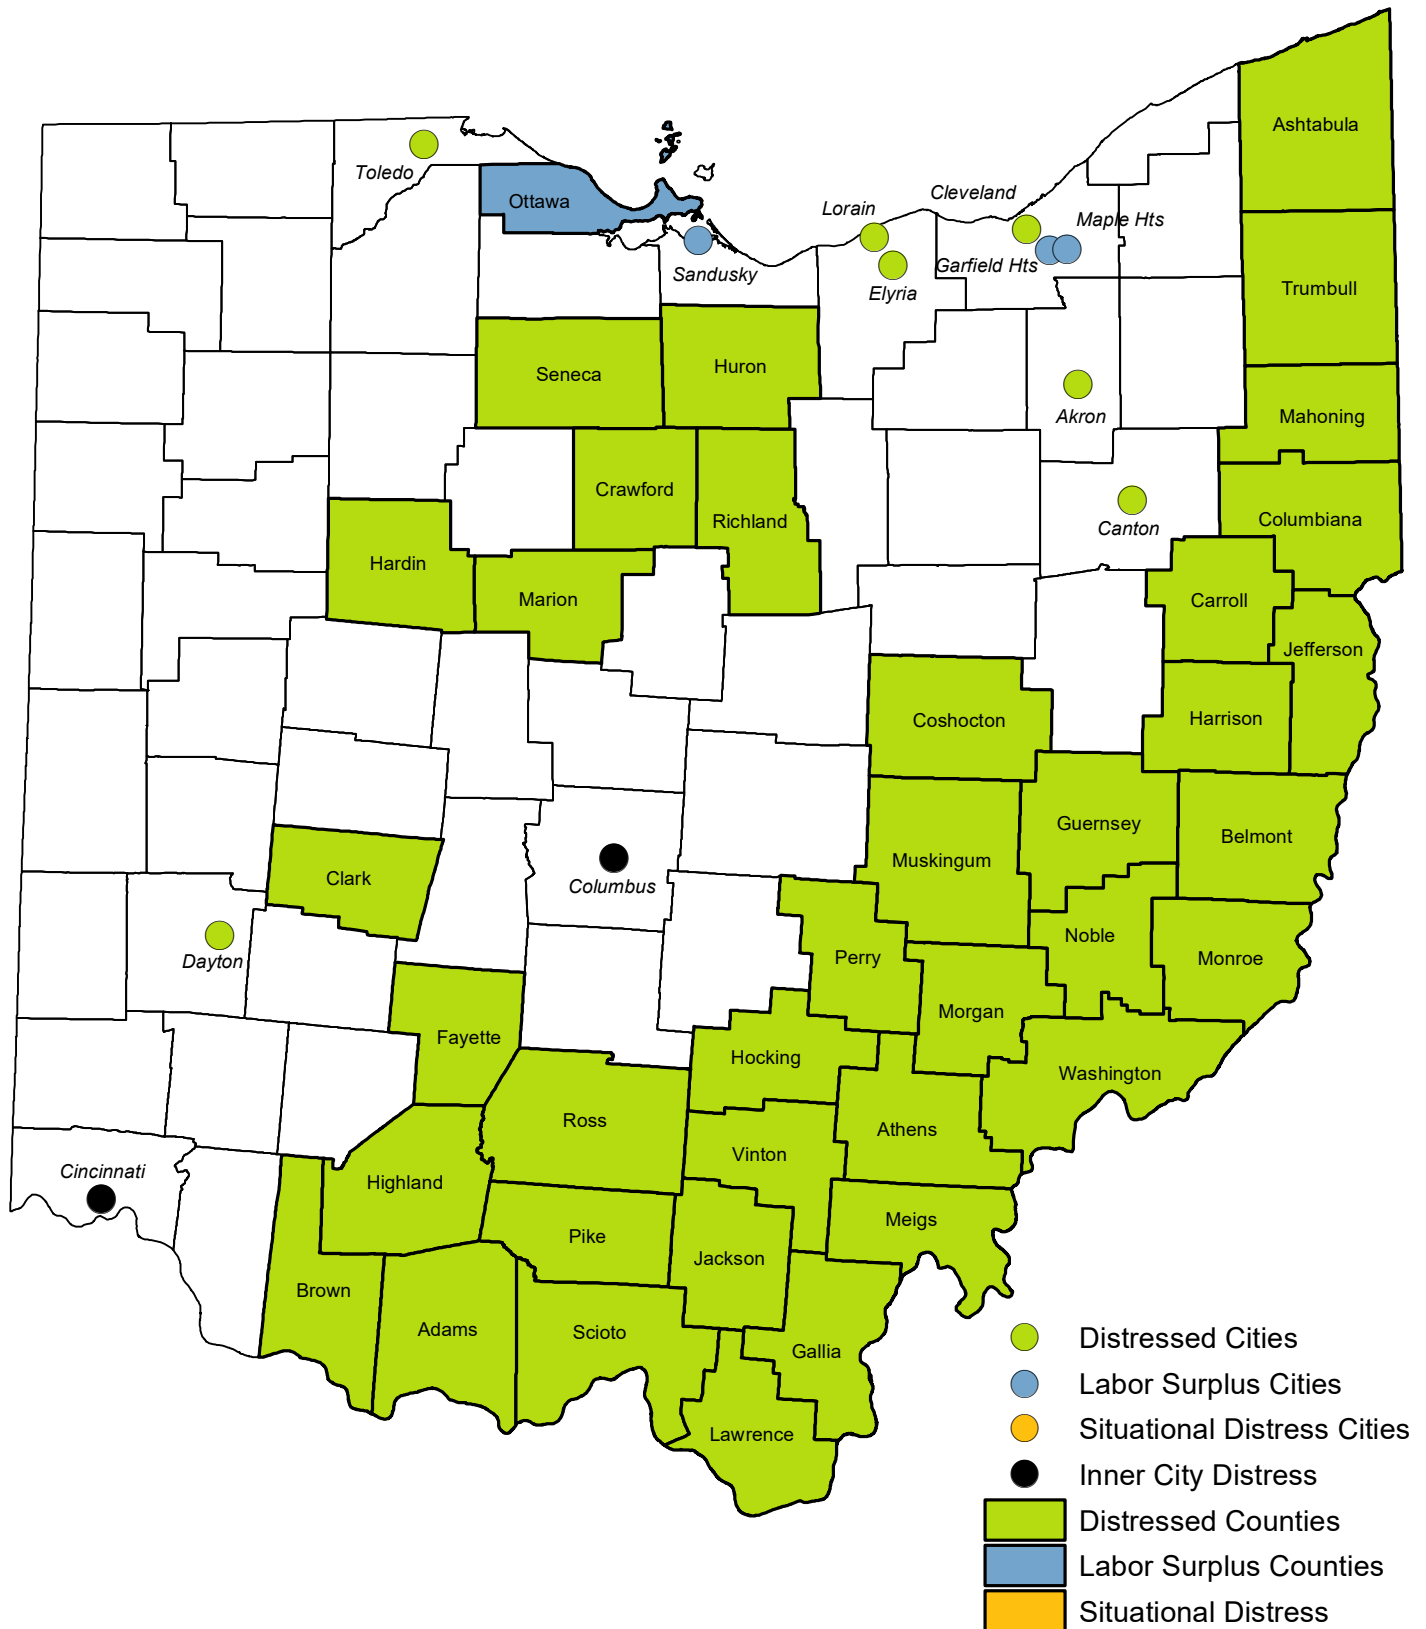 Ashtabula
Toledo
Ottawa
Cleveland
Lorain
Maple Hts
Garfield Hts
Sandusky
Elyria
Trumbull
Seneca
Huron
Akron
Mahoning
Crawford
Richland
Canton
Columbiana
Hardin
Marion
Carroll
Jefferson
Coshocton
Harrison
Guernsey
Belmont
Muskingum
Clark
Columbus
Dayton
Perry
Noble
Monroe
Morgan
Fayette
Hocking
Washington
Ross
Athens
Vinton
Cincinnati
Highland
Meigs
Pike
Jackson
Brown
Adams
Scioto
Gallia
Lawrence
Distressed Cities
Labor Surplus Cities
Situational Distress Cities
Inner City Distress
Distressed Counties
Labor Surplus Counties
Situational Distress